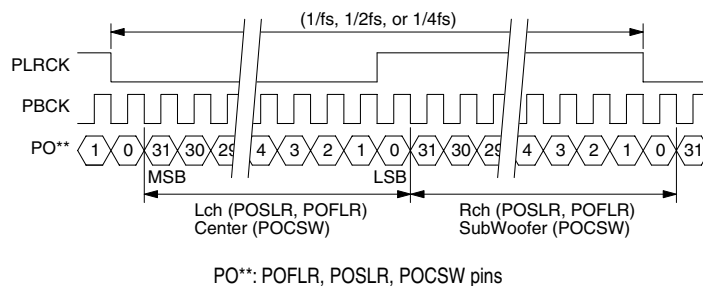 (1/fs, 1/2fs, or 1/4fs)
PLRCK
PBCK
PO** 1 0 31 30 29 4 3 2 1 0 31 30 29 4 3 2 1 0 31
MSB LSB
Lch (POSLR, POFLR) Rch (POSLR, POFLR)
Center (POCSW) SubWoofer (POCSW)
PO**: POFLR, POSLR, POCSW pins